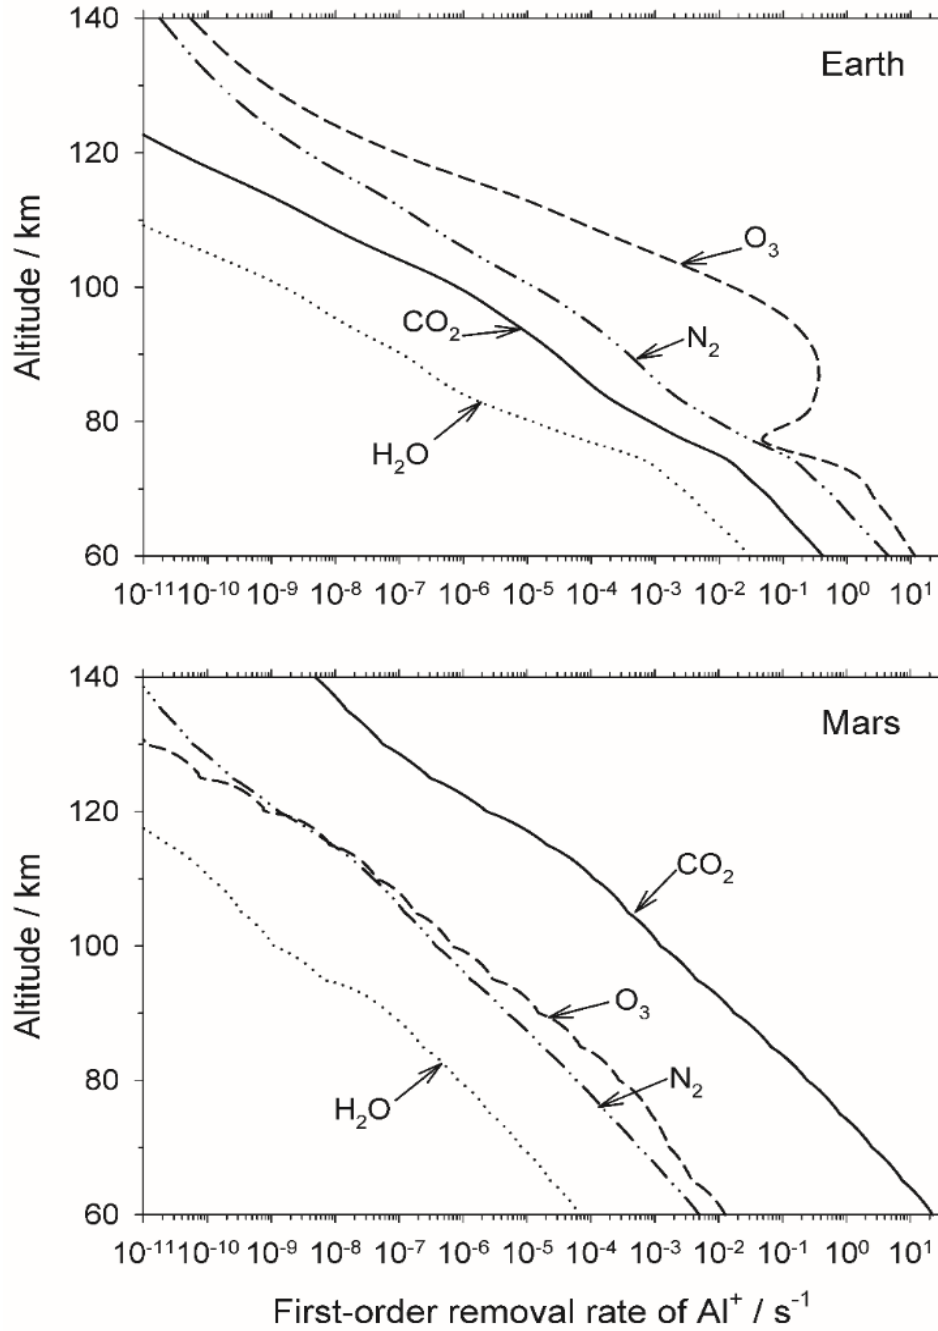 140
Earth
120
O₃
100
CO₂
N₂
80
H₂O
60
Altitude / km
10⁻¹¹ 10⁻¹⁰ 10⁻⁹ 10⁻⁸ 10⁻⁷ 10⁻⁶ 10⁻⁵ 10⁻⁴ 10⁻³ 10⁻² 10⁻¹ 10⁰ 10¹
140
Mars
120
CO₂
100
O₃
N₂
80
H₂O
60
Altitude / km
10⁻¹¹ 10⁻¹⁰ 10⁻⁹ 10⁻⁸ 10⁻⁷ 10⁻⁶ 10⁻⁵ 10⁻⁴ 10⁻³ 10⁻² 10⁻¹ 10⁰ 10¹
First-order removal rate of Al⁺ / s⁻¹